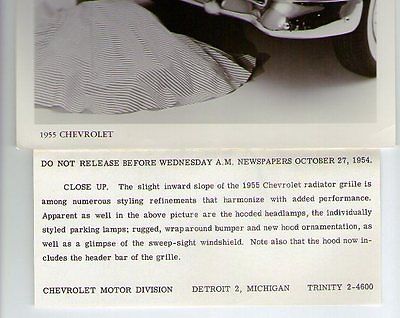 1955 CHEVROLET
DO NOT RELEASE BEFORE WEDNESDAY A.M. NEWSPAPERS OCTOBER 27, 1954.
CLOSE UP. The slight inward slope of the 1955 Chevrolet radiator grille is
among numerous styling refinements that harmonize with added performance.
Apparent as well in the above picture are the hooded headlamps, the individually
styled parking lamps; rugged, wraparound bumper and new hood ornamentation, as
well as a glimpse of the sweep-sight windshield. Note also that the hood now in-
cludes the header bar of the grille.
CHEVROLET MOTOR DIVISION DETROIT 2, MICHIGAN TRINITY 2-4600